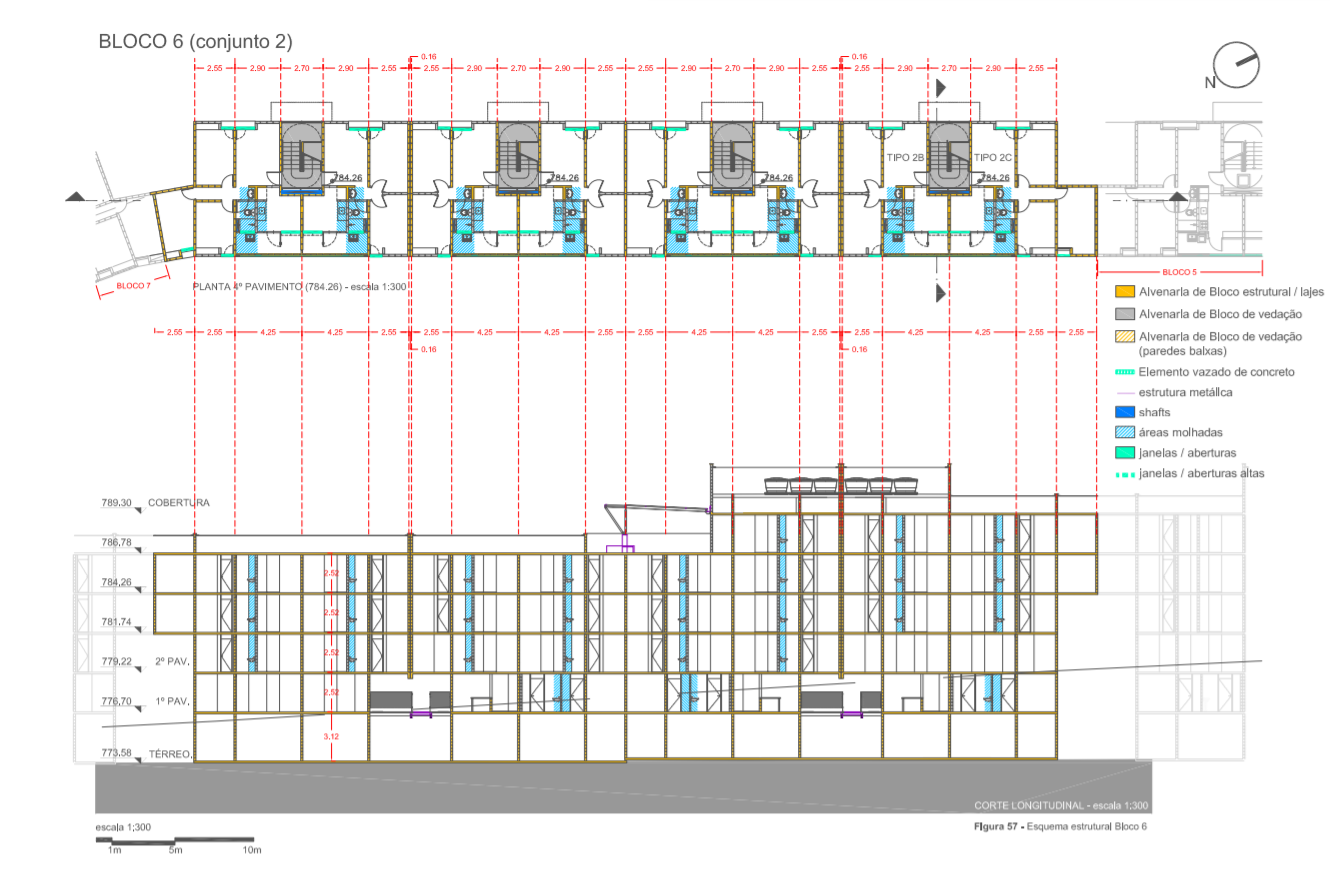 BLOCO 6 (conjunto 2)
0.16 0.16
2,55 2,90 2,70 2,90 2,55 2,55 2,90 2,70 2,90 2,55 2,55 2,90 2,70 2,90 2,55 2,55 2,90 2,70 2,90 2,55
N
TIPO 2B TIPO 2C
784.26 784.26 784.26 784.26
BLOCO 7
BLOCO 5
PLANTA 4º PAVIMENTO (784.26) - escala 1:300
Alvenaria de Bloco estrutural / lajes
Alvenaria de Bloco de vedação
Alvenaria de Bloco de vedação
(paredes baixas)
Elemento vazado de concreto
estrutura metálica
shafts
áreas molhadas
janelas / aberturas
janelas / aberturas altas
2,55 2,55 4,25 4,25 2,55 2,55 4,25 4,25 2,55 2,55 4,25 4,25 2,55 2,55 4,25 4,25 2,55 2,55
0.16 0.16
789.30 COBERTURA
786.78
784.26
781.74
779.22 2º PAV.
776.70 1º PAV.
773.58 TÉRREO
2.52
2.52
2.52
2.52
3.12
CORTE LONGITUDINAL - escala 1:300
Figura 57 - Esquema estrutural Bloco 6
escala 1:300
1m 5m 10m